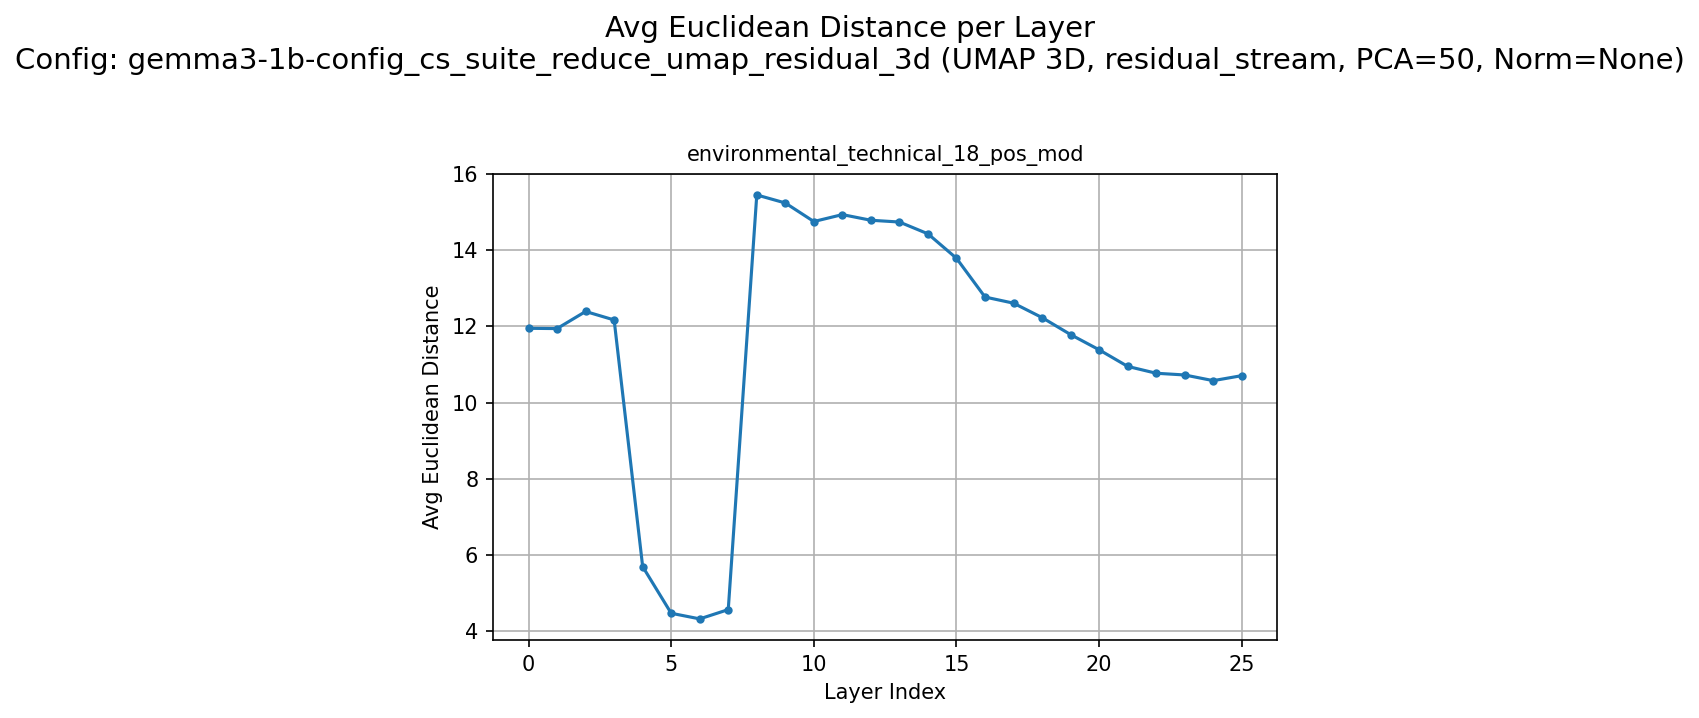 Avg Euclidean Distance per Layer
Config: gemma3-1b-config_cs_suite_reduce_umap_residual_3d (UMAP 3D, residual_stream, PCA=50, Norm=None)
environmental_technical_18_pos_mod
Avg Euclidean Distance
16
14
12
10
8
6
4
0 5 10 15 20 25
Layer Index